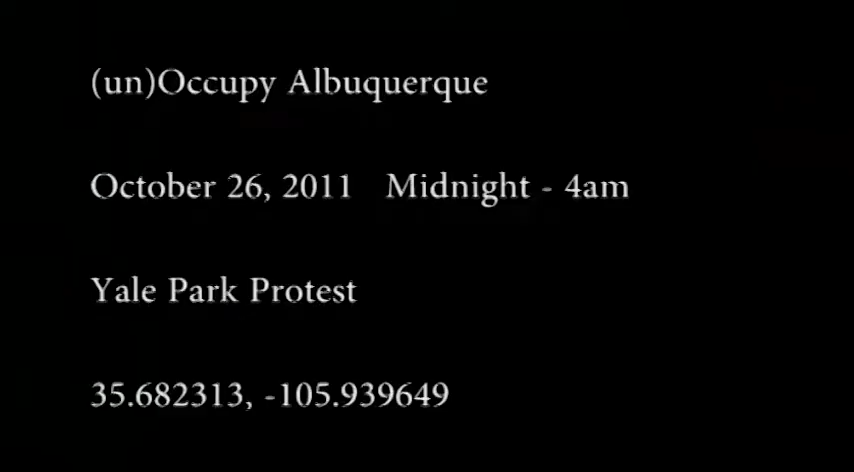 (un)Occupy Albuquerque
October 26, 2011 Midnight - 4am
Yale Park Protest
35.682313, -105.939649